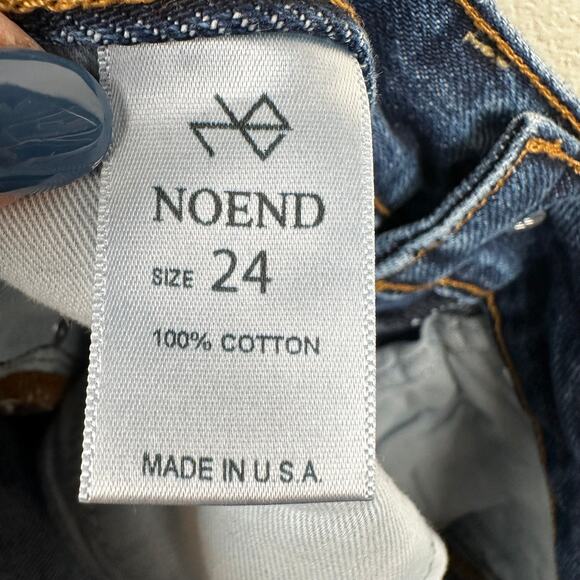 NOEND
SIZE 24
100% COTTON
MADE IN U.S.A.